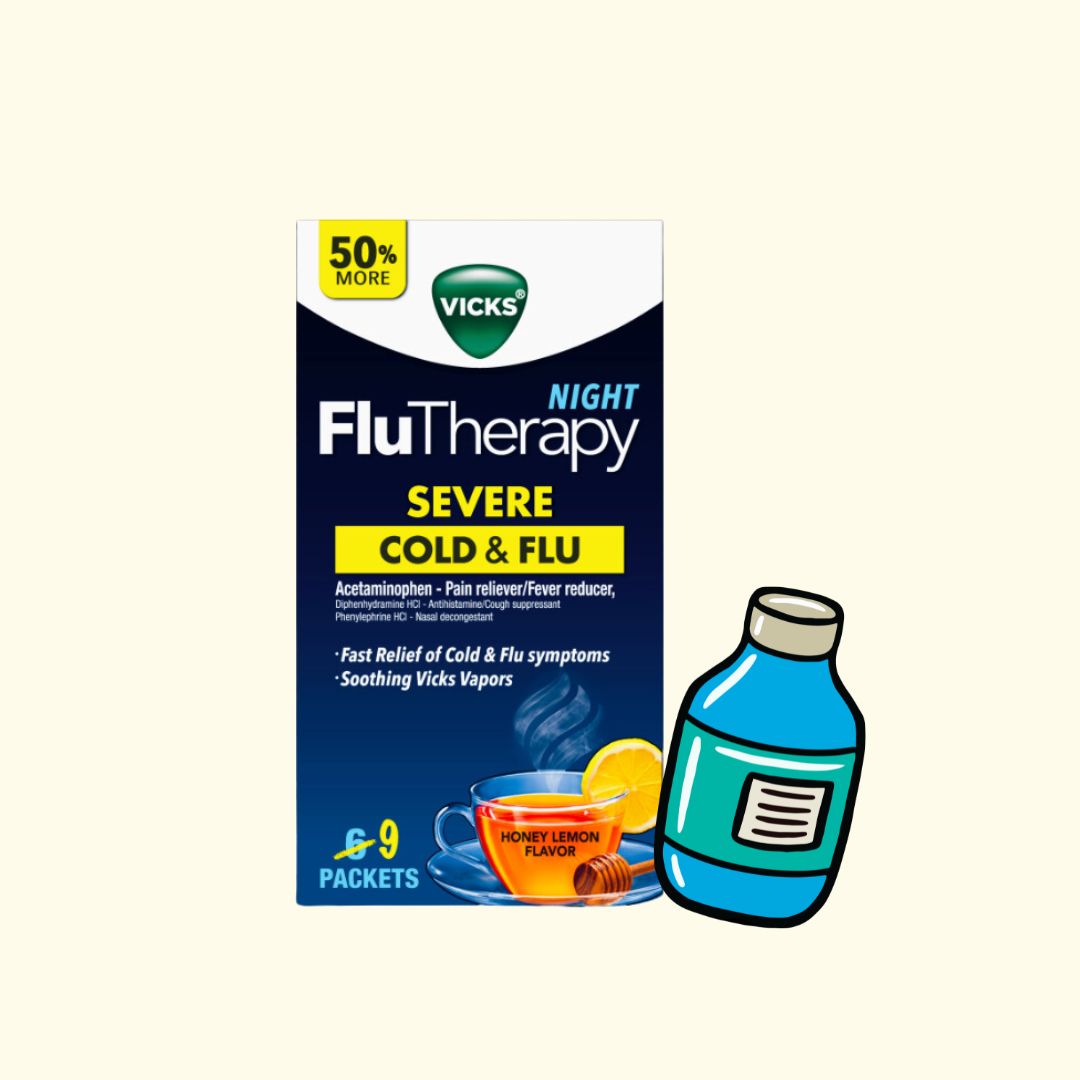 50%
MORE
VICKS®
NIGHT
FluTherapy
SEVERE
COLD & FLU
Acetaminophen - Pain reliever/Fever reducer,
Diphenhydramine HCl - Antihistamine/Cough suppressant
Phenylephrine HCl - Nasal decongestant
·Fast Relief of Cold & Flu symptoms
·Soothing Vicks Vapors
HONEY LEMON
FLAVOR
6 9
PACKETS